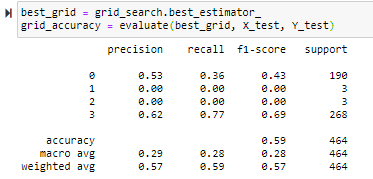 best_grid = grid_search.best_estimator_
grid_accuracy = evaluate(best_grid, X_test, Y_test)
precision recall f1-score support
0 0.53 0.36 0.43 190
1 0.00 0.00 0.00 3
2 0.00 0.00 0.00 3
3 0.62 0.77 0.69 268
accuracy 0.59 464
macro avg 0.29 0.28 0.28 464
weighted avg 0.57 0.59 0.57 464